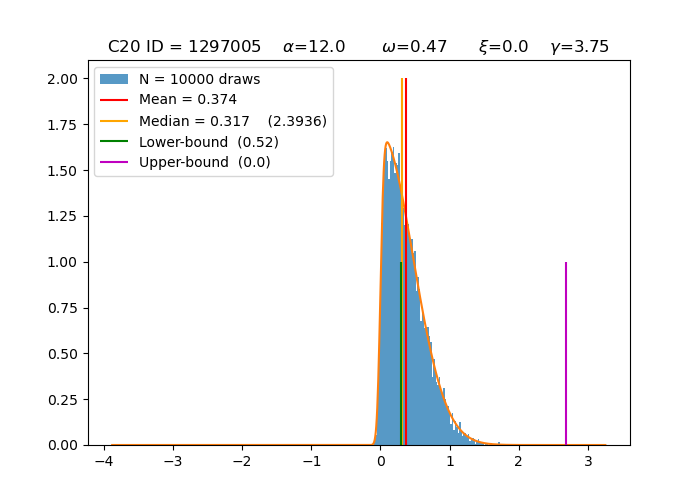 C20 ID = 1297005 α=12.0 ω=0.47 ξ=0.0 γ=3.75
N = 10000 draws
Mean = 0.374
Median = 0.317 (2.3936)
Lower-bound (0.52)
Upper-bound (0.0)
2.00
1.75
1.50
1.25
1.00
0.75
0.50
0.25
0.00
−4 −3 −2 −1 0 1 2 3